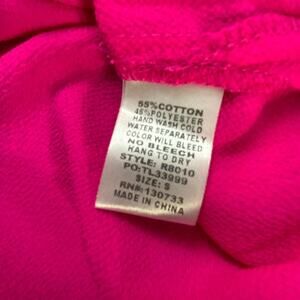 55%COTTON
45%POLYESTER
HAND WASH COLD
WATER SEPARATELY
COLOR WILL BLEED
NO BLEECH
HANG TO DRY
STYLE: R8010
PO:TL33999
SIZE: S
RN#:130733
MADE IN CHINA